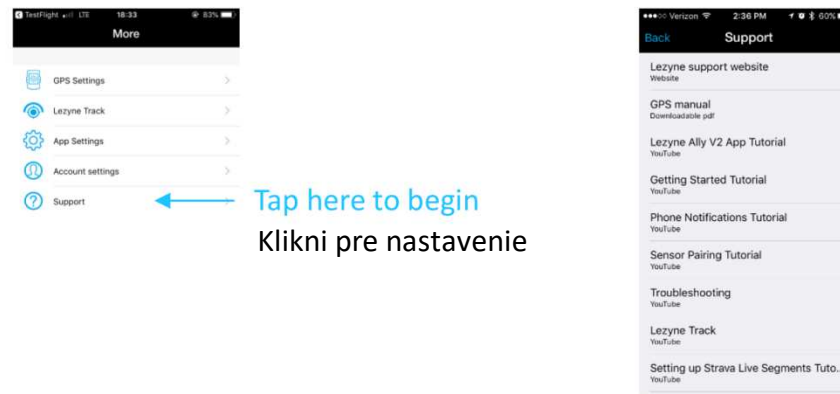 TestFlight LTE 18:33 83%
More
GPS Settings
Lezyne Track
App Settings
Account settings
Support
Tap here to begin
Klikni pre nastavenie
Verizon 2:36 PM 60%
Back Support
Lezyne support website
Website
GPS manual
Downloadable pdf
Lezyne Ally V2 App Tutorial
YouTube
Getting Started Tutorial
YouTube
Phone Notifications Tutorial
YouTube
Sensor Pairing Tutorial
YouTube
Troubleshooting
YouTube
Lezyne Track
YouTube
Setting up Strava Live Segments Tuto..
YouTube